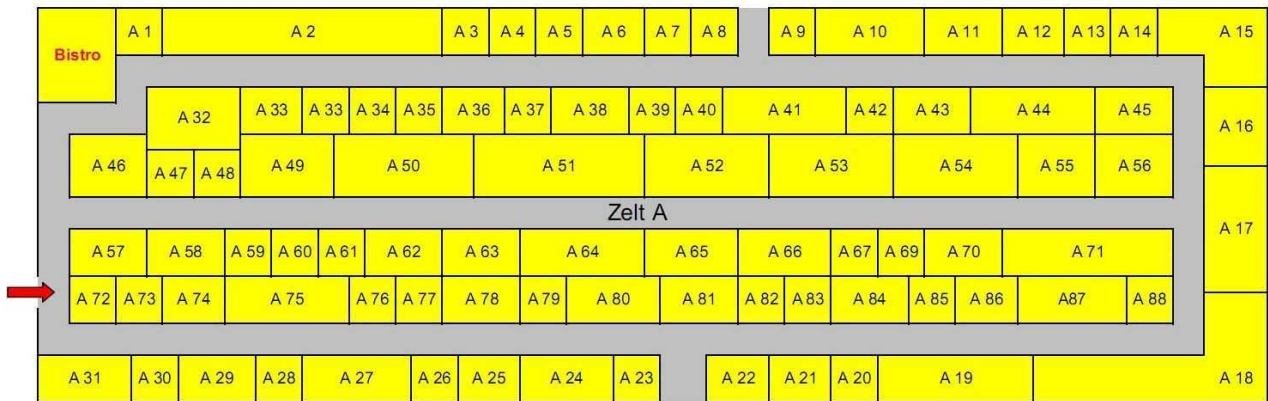 A 1 A 2 A 3 A 4 A 5 A 6 A 7 A 8 A 9 A 10 A 11 A 12 A 13 A 14 A 15
Bistro
A 32 A 33 A 33 A 34 A 35 A 36 A 37 A 38 A 39 A 40 A 41 A 42 A 43 A 44 A 45 A 16
A 46 A 47 A 48 A 49 A 50 A 51 A 52 A 53 A 54 A 55 A 56
Zelt A
A 57 A 58 A 59 A 60 A 61 A 62 A 63 A 64 A 65 A 66 A 67 A 69 A 70 A 71 A 17
A 72 A 73 A 74 A 75 A 76 A 77 A 78 A 79 A 80 A 81 A 82 A 83 A 84 A 85 A 86 A87 A 88
A 31 A 30 A 29 A 28 A 27 A 26 A 25 A 24 A 23 A 22 A 21 A 20 A 19 A 18